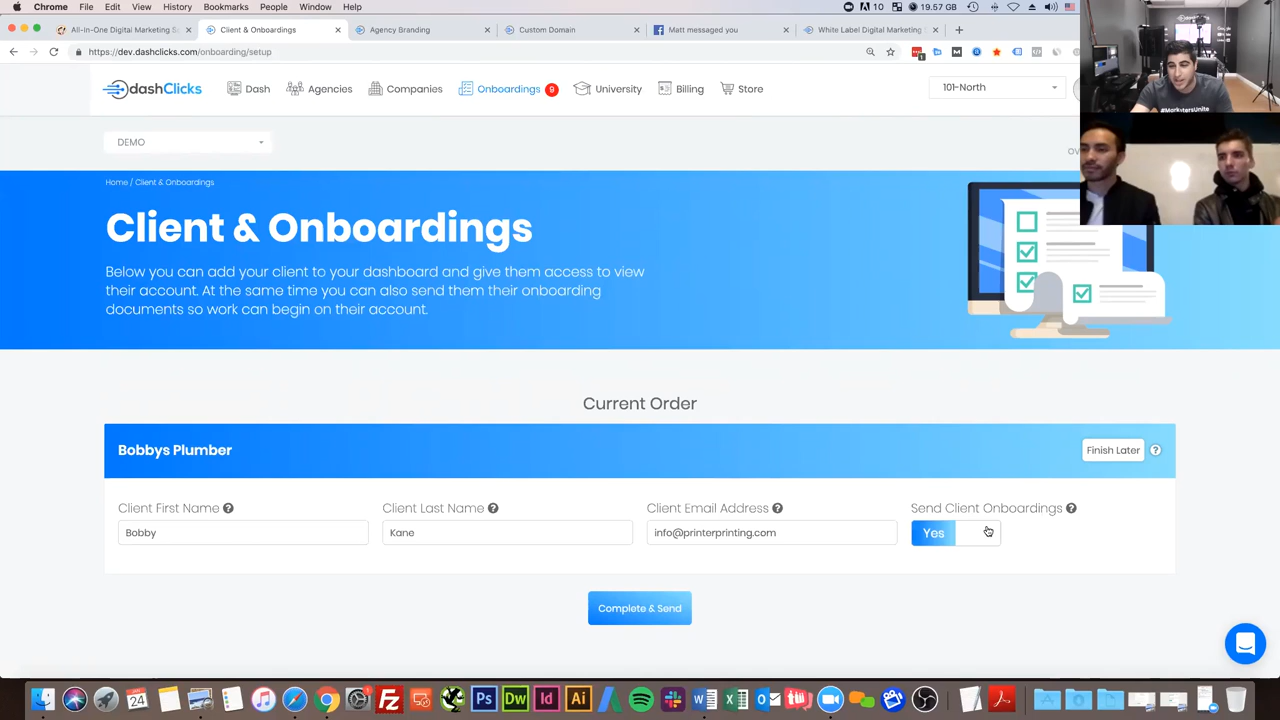 Chrome File Edit View History Bookmarks People Window Help 10 19.57 GB
All-In-One Digital Marketing S Client & Onboardings Agency Branding Custom Domain Matt messaged you White Label Digital Marketing
https://dev.dashclicks.com/onboarding/setup
dashClicks Dash Agencies Companies Onboardings 9 University Billing Store 101-North
DEMO
Home / Client & Onboardings
Client & Onboardings
Below you can add your client to your dashboard and give them access to view
their account. At the same time you can also send them their onboarding
documents so work can begin on their account.
Current Order
Bobbys Plumber Finish Later ?
Client First Name ? Client Last Name ? Client Email Address ? Send Client Onboardings ?
Bobby Kane info@printerprinting.com Yes
Complete & Send